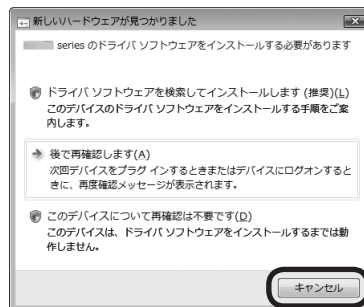 新しいハードウェアが見つかりました
series のドライバ ソフトウェアをインストールする必要があります
ドライバ ソフトウェアを検索してインストールします (推奨)(L)
このデバイスのドライバ ソフトウェアをインストールする手順をご案
内します。
後で再確認します(A)
次回デバイスをプラグ インするときまたはデバイスにログオンすると
きに、再度確認メッセージが表示されます。
このデバイスについて再確認は不要です(D)
このデバイスは、ドライバ ソフトウェアをインストールするまでは動
作しません。
キャンセル